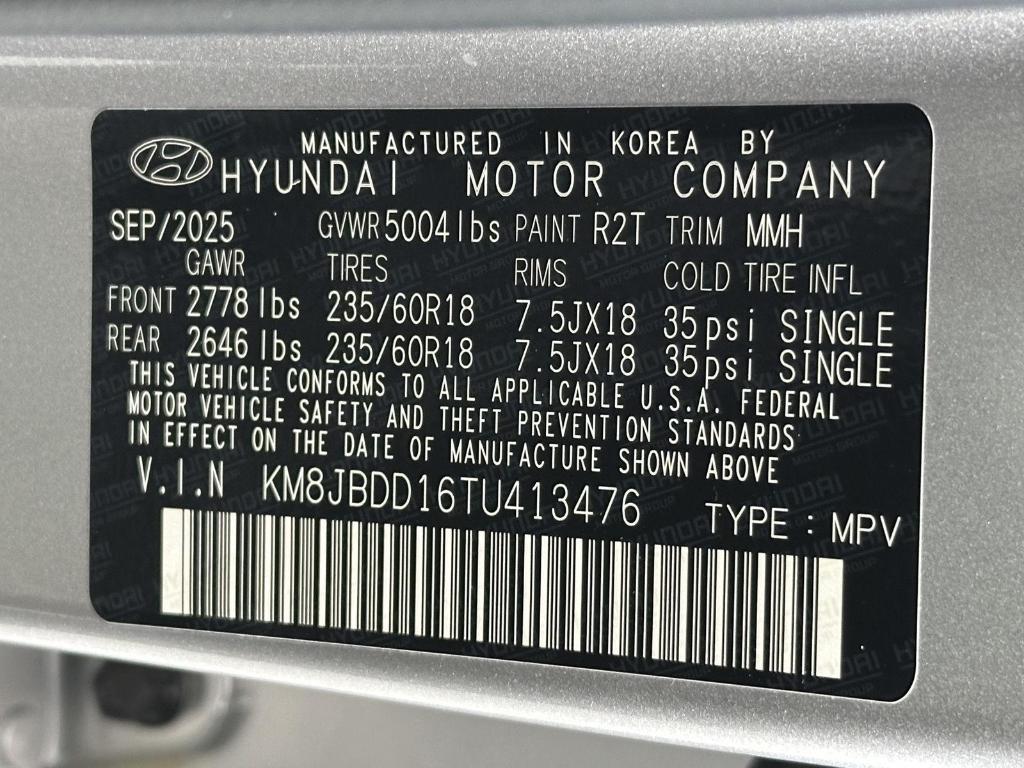 MANUFACTURED IN KOREA BY
HYUNDAI MOTOR COMPANY
SEP/2025 GVWR 5004 lbs PAINT R2T TRIM MMH
GAWR TIRES RIMS COLD TIRE INFL
FRONT 2778 lbs 235/60R18 7.5JX18 35psi SINGLE
REAR 2646 lbs 235/60R18 7.5JX18 35psi SINGLE
THIS VEHICLE CONFORMS TO ALL APPLICABLE U.S.A. FEDERAL
MOTOR VEHICLE SAFETY AND THEFT PREVENTION STANDARDS
IN EFFECT ON THE DATE OF MANUFACTURE SHOWN ABOVE
V.I.N KM8JBDD16TU413476 TYPE : MPV